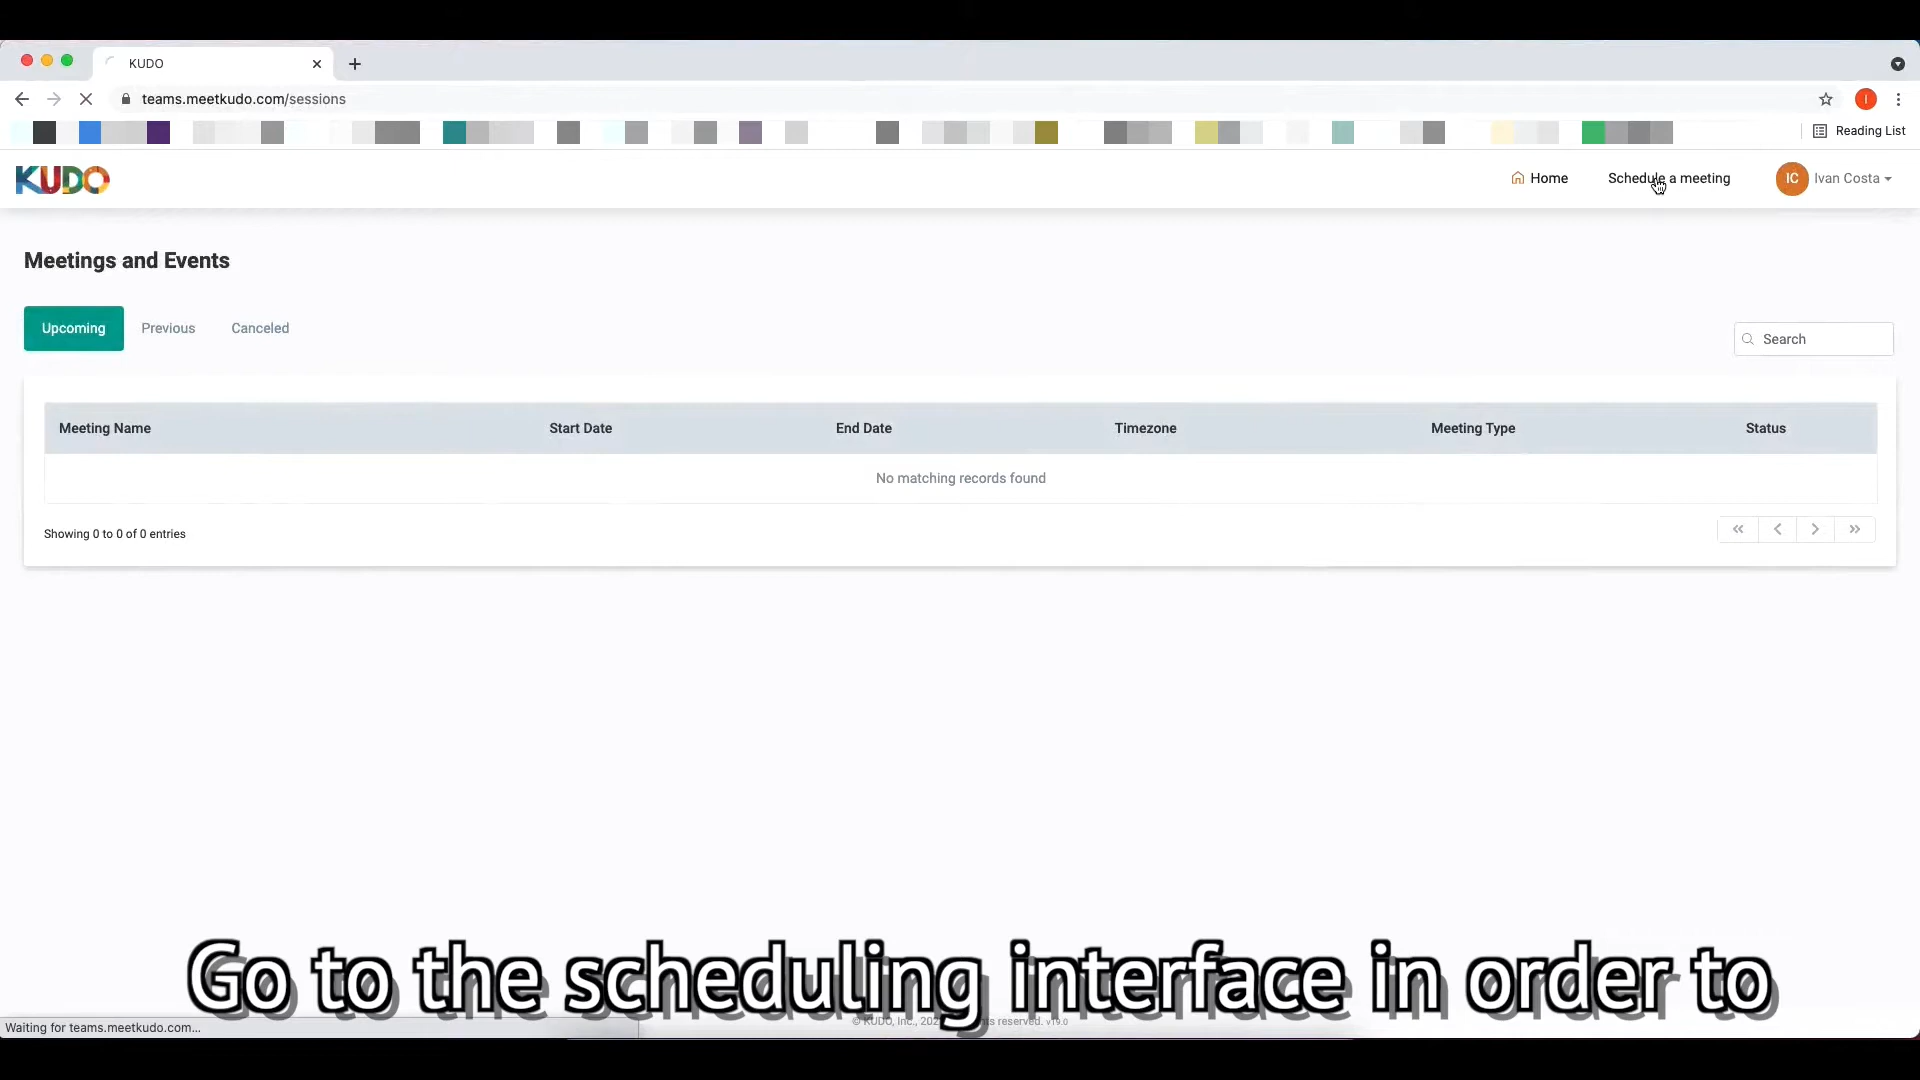 KUDO
teams.meetkudo.com/sessions
Reading List
KUDO
Home
Schedule a meeting
IC
Ivan Costa
Meetings and Events
Upcoming
Previous
Canceled
Search
Meeting Name
Start Date
End Date
Timezone
Meeting Type
Status
No matching records found
Showing 0 to 0 of 0 entries
Go to the scheduling interface in order to
© KUDO, Inc., reserved. v19.0
Waiting for teams.meetkudo.com...